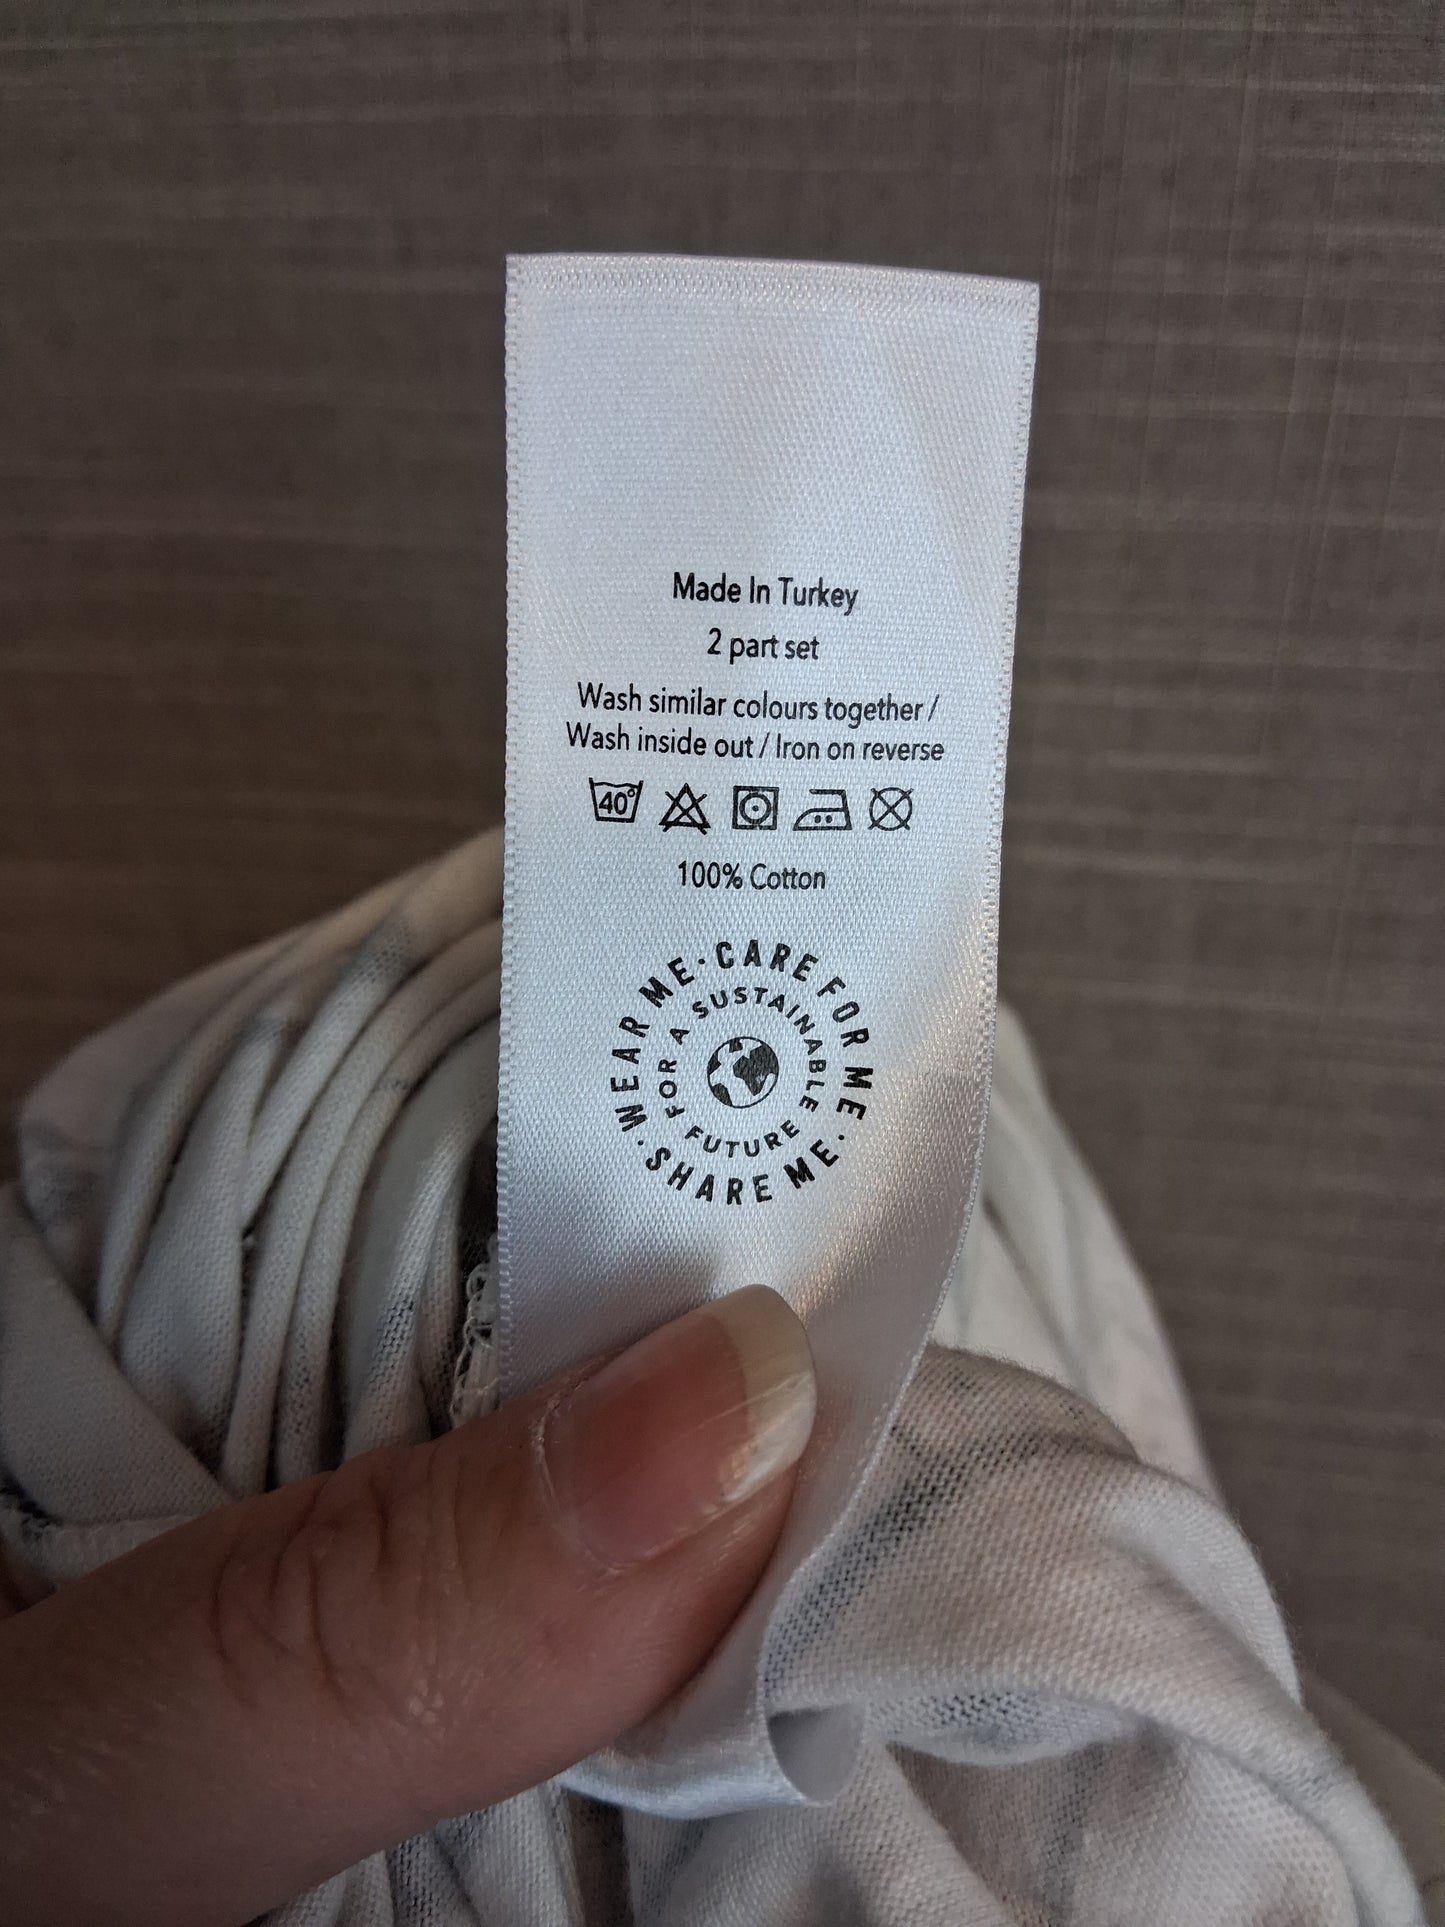 Made In Turkey
2 part set
Wash similar colours together /
Wash inside out / Iron on reverse
40°
100% Cotton
WEAR ME · CARE FOR ME · SHARE ME ·
FOR A SUSTAINABLE FUTURE